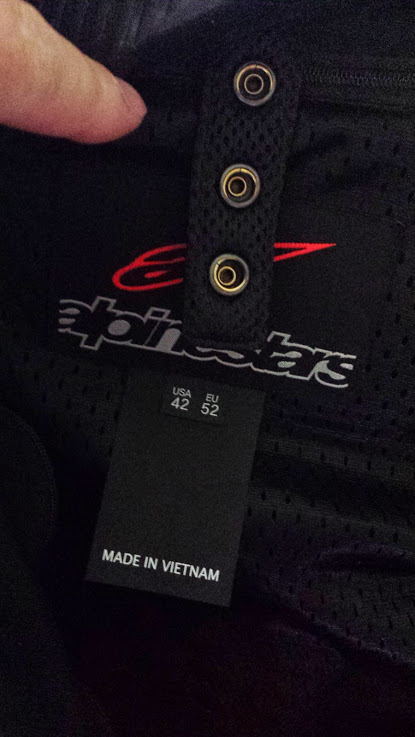 alpinestars
USA EU
42 52
MADE IN VIETNAM